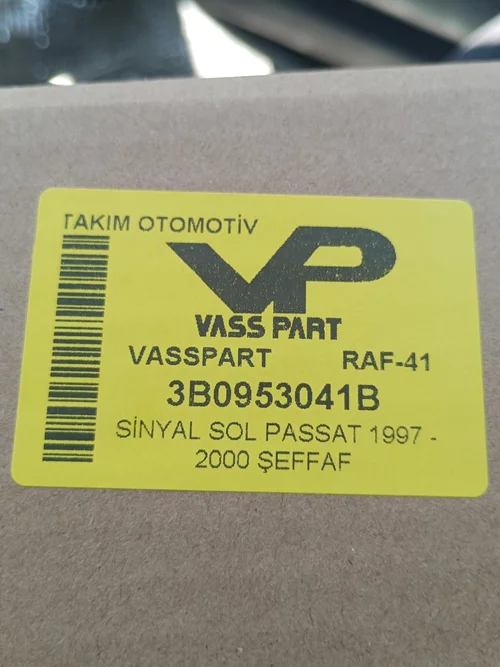 TAKIM OTOMOTİV
VP
VASS PART
VASSPART RAF-41
3B0953041B
SİNYAL SOL PASSAT 1997 -
2000 ŞEFFAF